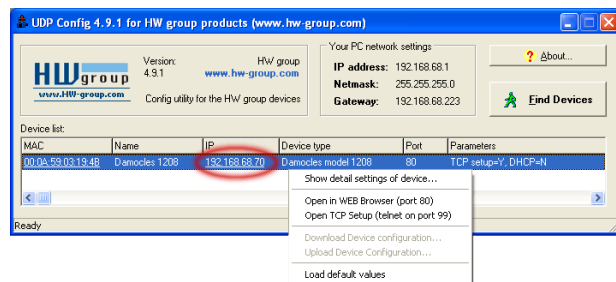 UDP Config 4.9.1 for HW group products (www.hw-group.com)
HW group
www.HW-group.com
Version: HW group
4.9.1 www.hw-group.com
Config utility for the HW group devices
Your PC network settings
IP address: 192.168.68.1
Netmask: 255.255.255.0
Gateway: 192.168.68.223
? About...
Find Devices
Device list:
MAC Name IP Device type Port Parameters
00:0A:59:03:19:4B Damocles 1208 192.168.68.70 Damocles model 1208 80 TCP setup=Y, DHCP=N
Show detail settings of device...
Open in WEB Browser (port 80)
Open TCP Setup (telnet on port 99)
Download Device configuration...
Upload Device Configuration...
Load default values
Ready